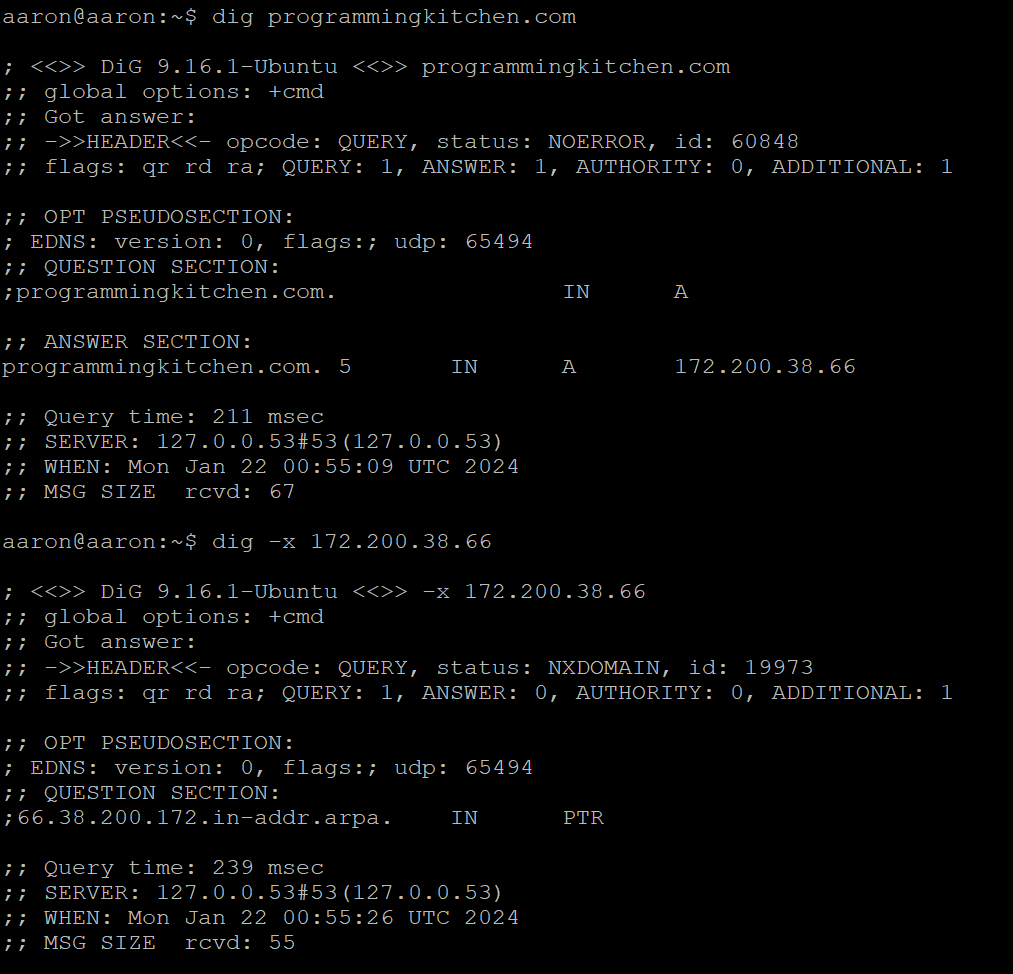 aaron@aaron:~$ dig programmingkitchen.com
; <<>> DiG 9.16.1-Ubuntu <<>> programmingkitchen.com
;; global options: +cmd
;; Got answer:
;; ->>HEADER<<- opcode: QUERY, status: NOERROR, id: 60848
;; flags: qr rd ra; QUERY: 1, ANSWER: 1, AUTHORITY: 0, ADDITIONAL: 1
;; OPT PSEUDOSECTION:
; EDNS: version: 0, flags:; udp: 65494
;; QUESTION SECTION:
;programmingkitchen.com. IN A
;; ANSWER SECTION:
programmingkitchen.com. 5 IN A 172.200.38.66
;; Query time: 211 msec
;; SERVER: 127.0.0.53#53(127.0.0.53)
;; WHEN: Mon Jan 22 00:55:09 UTC 2024
;; MSG SIZE  rcvd: 67
aaron@aaron:~$ dig -x 172.200.38.66
; <<>> DiG 9.16.1-Ubuntu <<>> -x 172.200.38.66
;; global options: +cmd
;; Got answer:
;; ->>HEADER<<- opcode: QUERY, status: NXDOMAIN, id: 19973
;; flags: qr rd ra; QUERY: 1, ANSWER: 0, AUTHORITY: 0, ADDITIONAL: 1
;; OPT PSEUDOSECTION:
; EDNS: version: 0, flags:; udp: 65494
;; QUESTION SECTION:
;66.38.200.172.in-addr.arpa. IN PTR
;; Query time: 239 msec
;; SERVER: 127.0.0.53#53(127.0.0.53)
;; WHEN: Mon Jan 22 00:55:26 UTC 2024
;; MSG SIZE  rcvd: 55